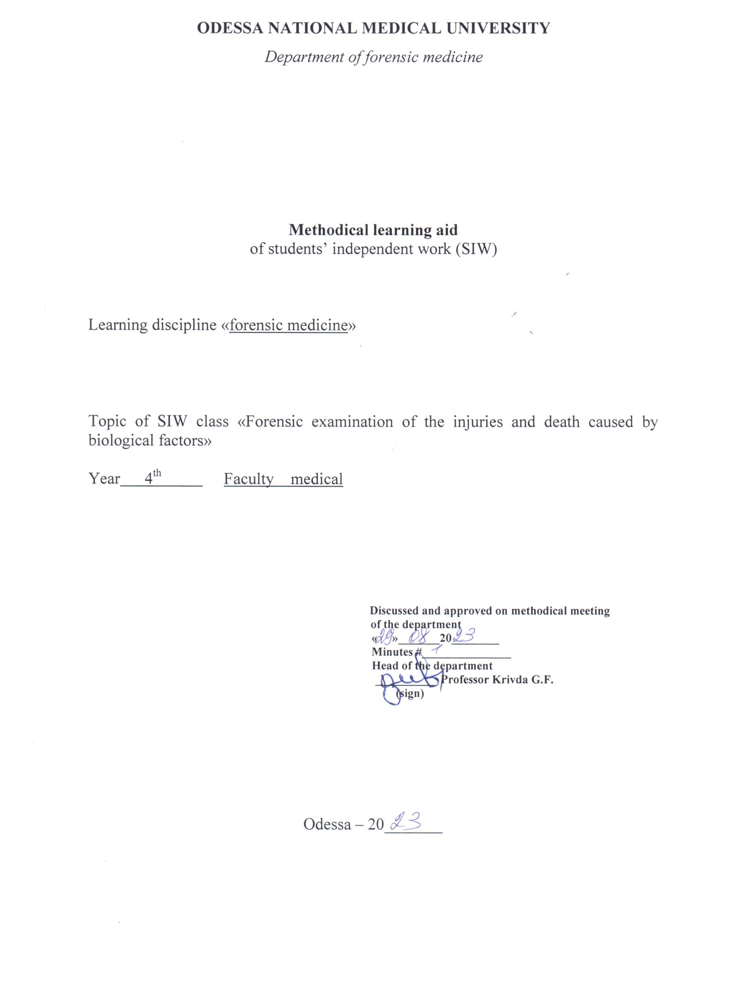 ODESSA NATIONAL MEDICAL UNIVERSITY
Department of forensic medicine
Methodical learning aid
of students’ independent work (SIW)
Learning discipline «forensic medicine»
Topic of SIW class «Forensic examination of the injuries and death caused by
biological factors»
Year 4th Faculty medical
Discussed and approved on methodical meeting
of the department
«29» 08 2023
Minutes # 1
Head of the department
Professor Krivda G.F.
(sign)
Odessa – 2023